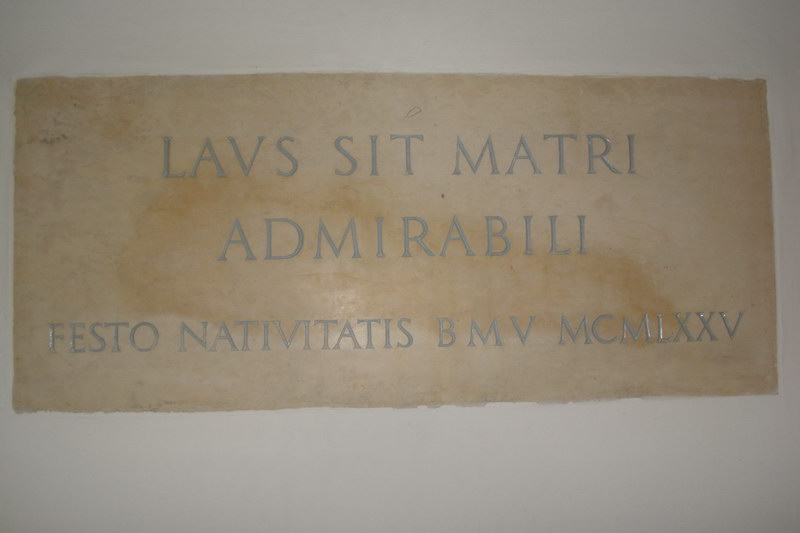 LAVS SIT MATRI
ADMIRABILI
FESTO NATIVITATIS B M V MCMLXXV